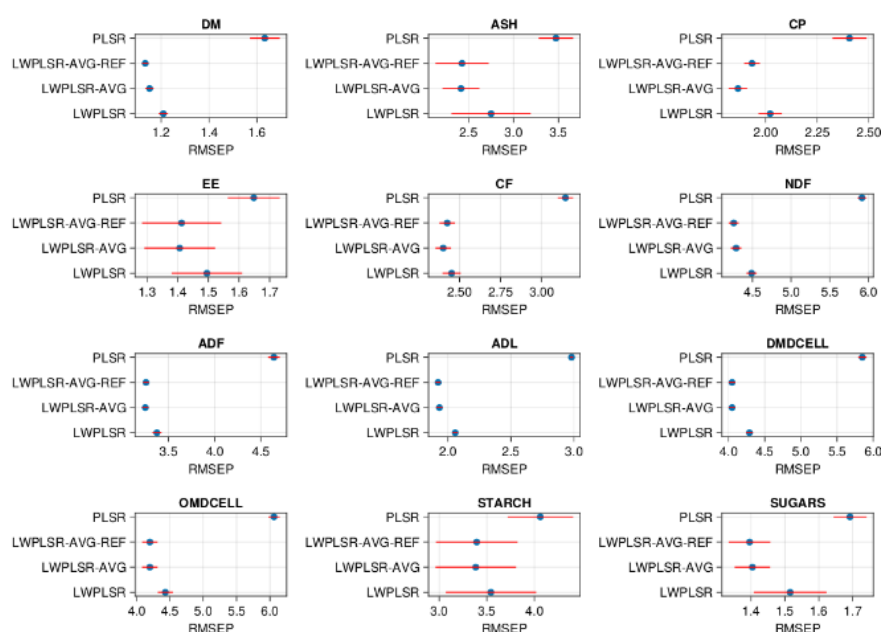 DM
PLSR
LWPLSR-AVG-REF
LWPLSR-AVG
LWPLSR
1.2 1.4 1.6
RMSEP
ASH
PLSR
LWPLSR-AVG-REF
LWPLSR-AVG
LWPLSR
2.5 3.0 3.5
RMSEP
CP
PLSR
LWPLSR-AVG-REF
LWPLSR-AVG
LWPLSR
2.00 2.25 2.50
RMSEP
EE
PLSR
LWPLSR-AVG-REF
LWPLSR-AVG
LWPLSR
1.3 1.4 1.5 1.6 1.7
RMSEP
CF
PLSR
LWPLSR-AVG-REF
LWPLSR-AVG
LWPLSR
2.50 2.75 3.00
RMSEP
NDF
PLSR
LWPLSR-AVG-REF
LWPLSR-AVG
LWPLSR
4.5 5.0 5.5 6.0
RMSEP
ADF
PLSR
LWPLSR-AVG-REF
LWPLSR-AVG
LWPLSR
3.5 4.0 4.5
RMSEP
ADL
PLSR
LWPLSR-AVG-REF
LWPLSR-AVG
LWPLSR
2.0 2.5 3.0
RMSEP
DMDCELL
PLSR
LWPLSR-AVG-REF
LWPLSR-AVG
LWPLSR
4.0 4.5 5.0 5.5 6.0
RMSEP
OMDCELL
PLSR
LWPLSR-AVG-REF
LWPLSR-AVG
LWPLSR
4.0 4.5 5.0 5.5 6.0
RMSEP
STARCH
PLSR
LWPLSR-AVG-REF
LWPLSR-AVG
LWPLSR
3.0 3.5 4.0
RMSEP
SUGARS
PLSR
LWPLSR-AVG-REF
LWPLSR-AVG
LWPLSR
1.4 1.5 1.6 1.7
RMSEP